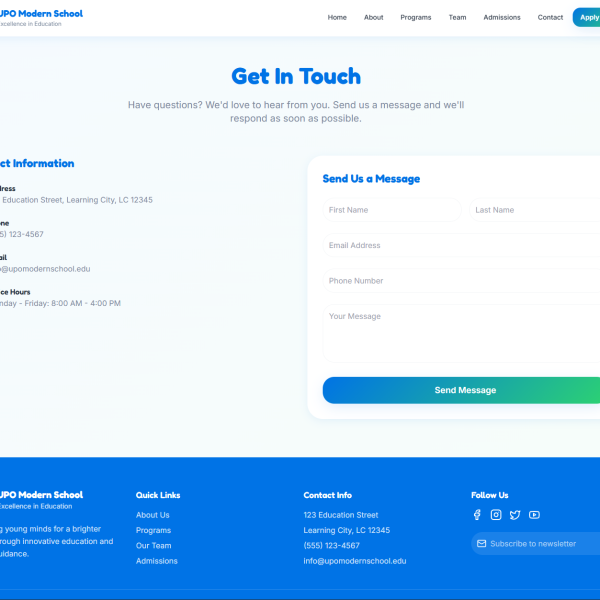 UPO Modern School
Excellence in Education
Home
About
Programs
Team
Admissions
Contact
Apply
Get In Touch
Have questions? We'd love to hear from you. Send us a message and we'll
respond as soon as possible.
ct Information
dress
Education Street, Learning City, LC 12345
one
5) 123-4567
ail
o@upomodernschool.edu
ice Hours
nday - Friday: 8:00 AM - 4:00 PM
Send Us a Message
First Name
Last Name
Email Address
Phone Number
Your Message
Send Message
UPO Modern School
Excellence in Education
g young minds for a brighter
rough innovative education and
uidance.
Quick Links
About Us
Programs
Our Team
Admissions
Contact Info
123 Education Street
Learning City, LC 12345
(555) 123-4567
info@upomodernschool.edu
Follow Us
Subscribe to newsletter